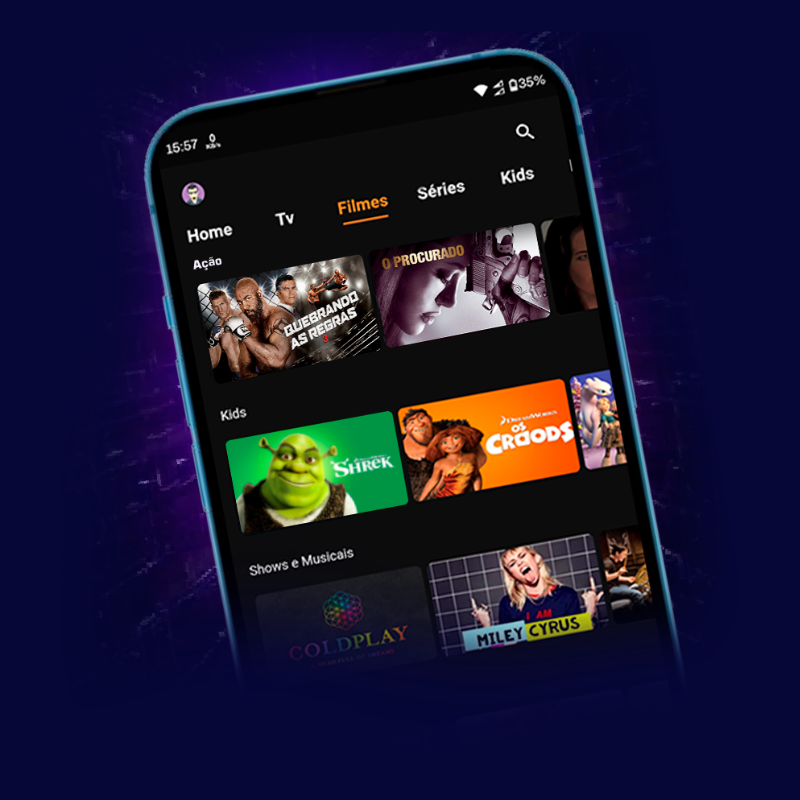 15:57 0 KB/s 35%
Home Tv Filmes Séries Kids
Ação
QUEBRANDO
AS REGRAS
3
O PROCURADO
Kids
SHREK
DREAMWORKS
OS
CROODS
Shows e Musicais
COLDPLAY
I AM
MILEY CYRUS